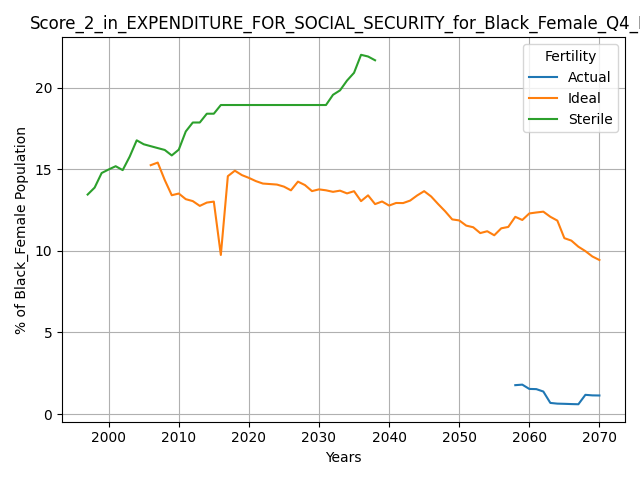 Score_2_in_EXPENDITURE_FOR_SOCIAL_SECURITY_for_Black_Female_Q4_
Fertility
Actual
Ideal
Sterile
% of Black_Female Population
20
15
10
5
0
2000 2010 2020 2030 2040 2050 2060 2070
Years